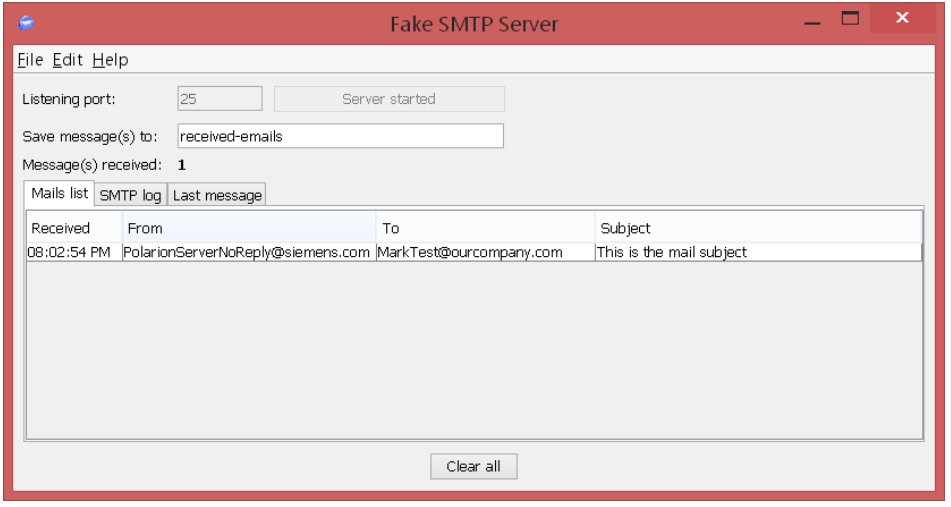 Fake SMTP Server
File Edit Help
Listening port: 25 Server started
Save message(s) to: received-emails
Message(s) received: 1
Mails list SMTP log Last message
Received From To Subject
08:02:54 PM PolarionServerNoReply@siemens.com MarkTest@ourcompany.com This is the mail subject
Clear all